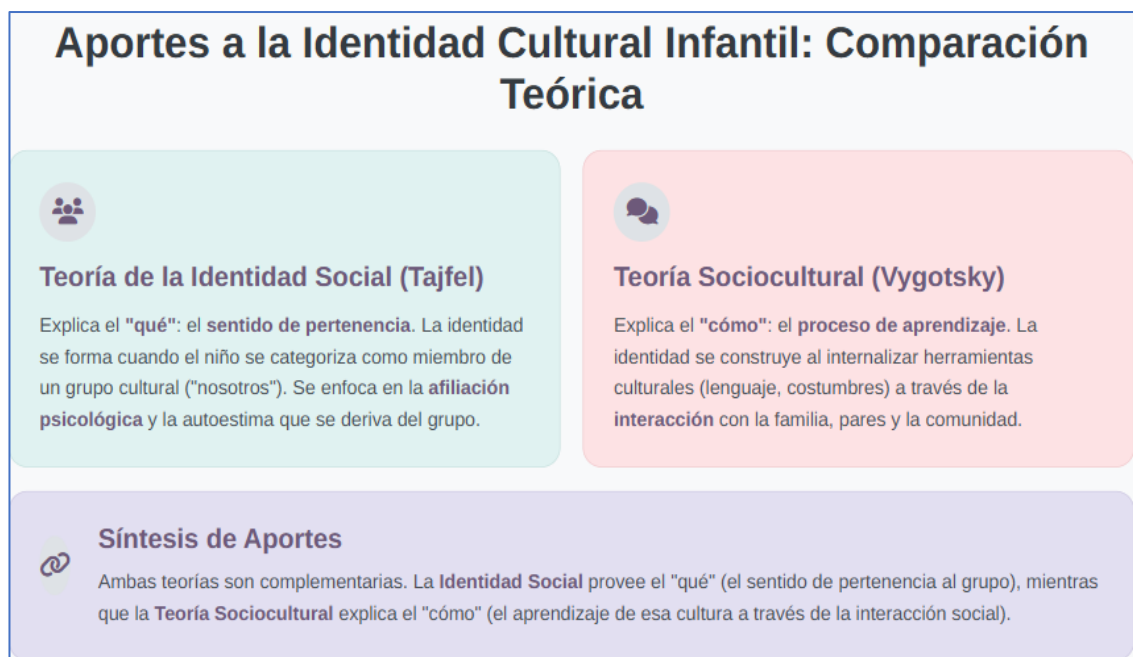 Aportes a la Identidad Cultural Infantil: Comparación
Teórica
Teoría de la Identidad Social (Tajfel)
Explica el "qué": el sentido de pertenencia. La identidad
se forma cuando el niño se categoriza como miembro de
un grupo cultural ("nosotros"). Se enfoca en la afiliación
psicológica y la autoestima que se deriva del grupo.
Teoría Sociocultural (Vygotsky)
Explica el "cómo": el proceso de aprendizaje. La
identidad se construye al internalizar herramientas
culturales (lenguaje, costumbres) a través de la
interacción con la familia, pares y la comunidad.
Síntesis de Aportes
Ambas teorías son complementarias. La Identidad Social provee el "qué" (el sentido de pertenencia al grupo), mientras
que la Teoría Sociocultural explica el "cómo" (el aprendizaje de esa cultura a través de la interacción social).